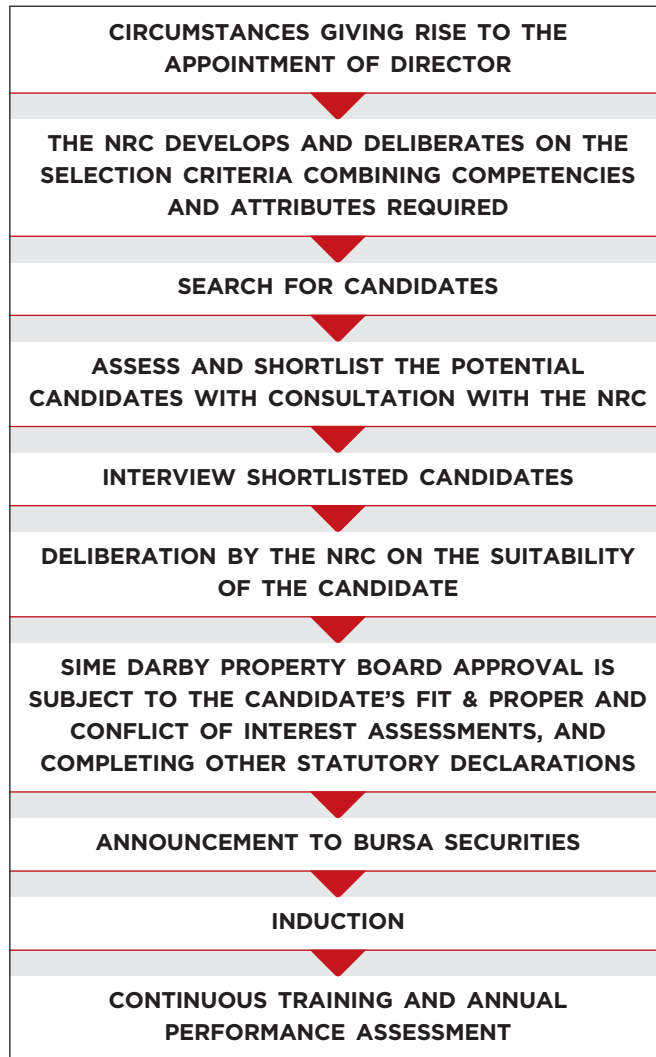 CIRCUMSTANCES GIVING RISE TO THE
APPOINTMENT OF DIRECTOR
THE NRC DEVELOPS AND DELIBERATES ON THE
SELECTION CRITERIA COMBINING COMPETENCIES
AND ATTRIBUTES REQUIRED
SEARCH FOR CANDIDATES
ASSESS AND SHORTLIST THE POTENTIAL
CANDIDATES WITH CONSULTATION WITH THE NRC
INTERVIEW SHORTLISTED CANDIDATES
DELIBERATION BY THE NRC ON THE SUITABILITY
OF THE CANDIDATE
SIME DARBY PROPERTY BOARD APPROVAL IS
SUBJECT TO THE CANDIDATE’S FIT & PROPER AND
CONFLICT OF INTEREST ASSESSMENTS, AND
COMPLETING OTHER STATUTORY DECLARATIONS
ANNOUNCEMENT TO BURSA SECURITIES
INDUCTION
CONTINUOUS TRAINING AND ANNUAL
PERFORMANCE ASSESSMENT